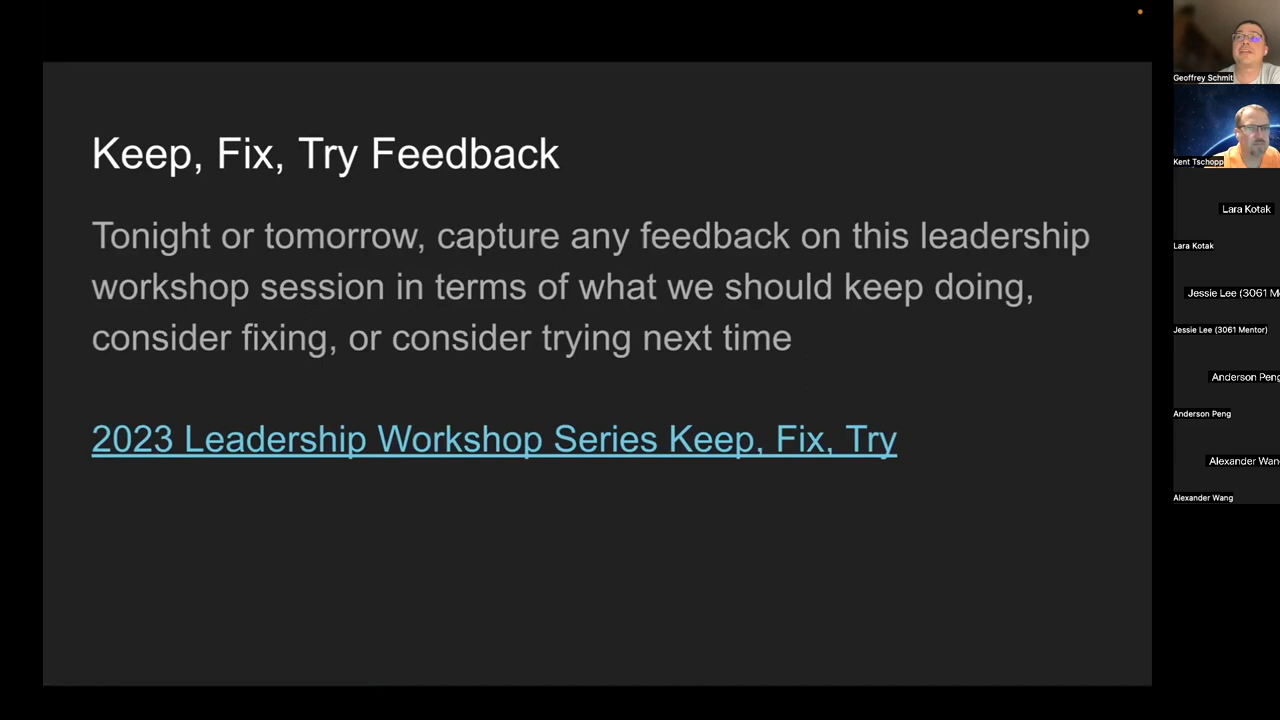 Keep, Fix, Try Feedback
Tonight or tomorrow, capture any feedback on this leadership
workshop session in terms of what we should keep doing,
consider fixing, or consider trying next time
2023 Leadership Workshop Series Keep, Fix, Try
Geoffrey Schmit
Kent Tschopp
Lara Kotak
Lara Kotak
Jessie Lee (3061 M
Jessie Lee (3061 Mentor)
Anderson Peng
Anderson Peng
Alexander Wan
Alexander Wang